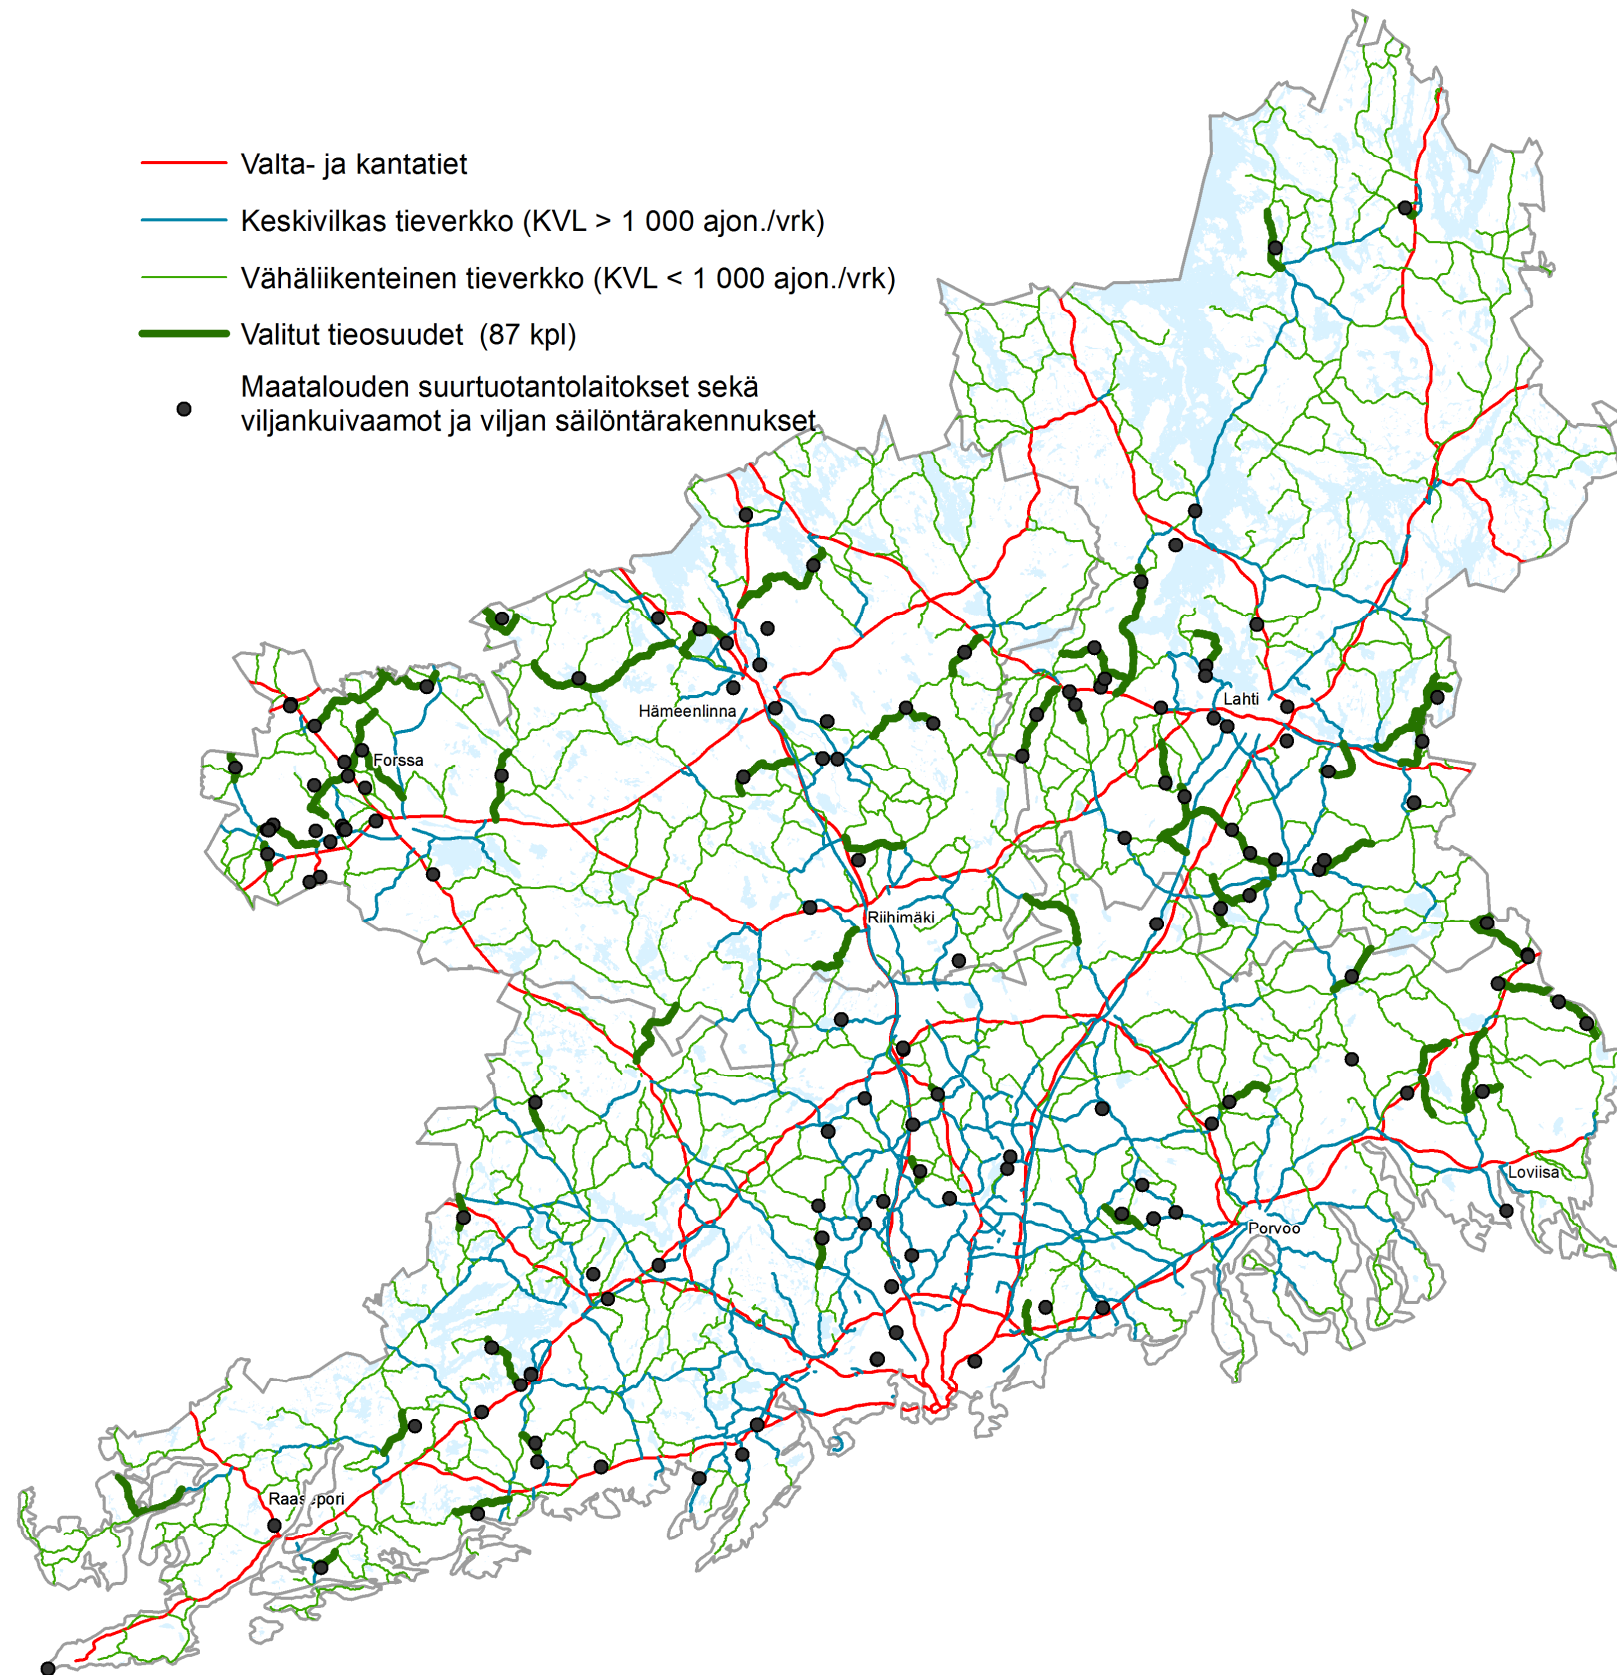 Valta- ja kantatiet
Keskivilkas tieverkko (KVL > 1 000 ajon./vrk)
Vähäliikenteinen tieverkko (KVL < 1 000 ajon./vrk)
Valitut tieosuudet (87 kpl)
Maatalouden suurtuotantolaitokset sekä
viljankuivaamot ja viljan säilöntärakennukset
Lahti
Hämeenlinna
Forssa
Riihimäki
Loviisa
Porvoo
Raasepori